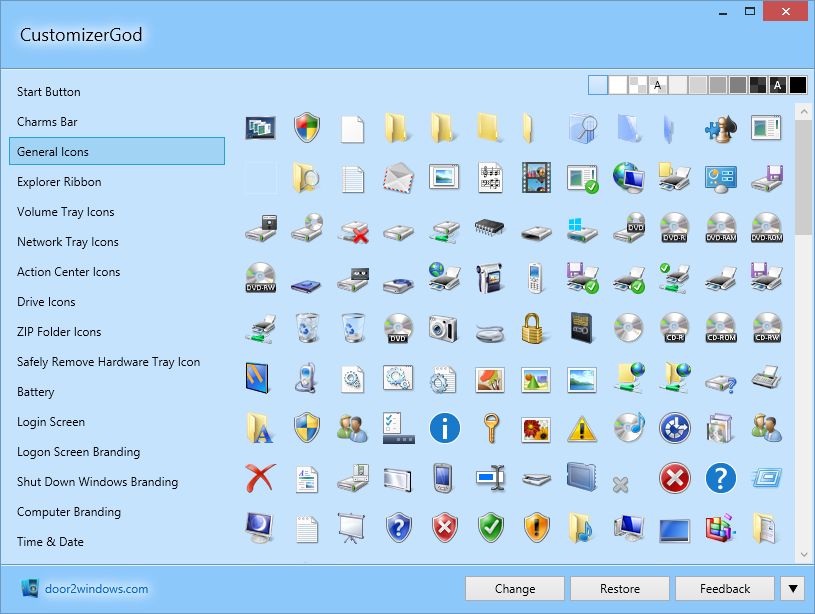 CustomizerGod
Start Button
Charms Bar
General Icons
Explorer Ribbon
Volume Tray Icons
Network Tray Icons
Action Center Icons
Drive Icons
ZIP Folder Icons
Safely Remove Hardware Tray Icon
Battery
Login Screen
Logon Screen Branding
Shut Down Windows Branding
Computer Branding
Time & Date
A
A
DVD
DVD-R
DVD-RAM
DVD-ROM
DVD-RW
DVD
CD-R
CD-ROM
CD-RW
A
door2windows.com
Change
Restore
Feedback